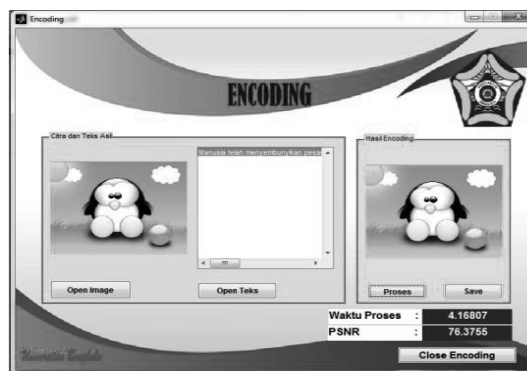 Encoding
ENCODING
Citra dan Teks Asli
Manusia telah menyembunyikan pesa
Open Image
Open Teks
Hasil Encoding
Proses
Save
Waktu Proses : 4.16807
PSNR : 76.3755
Close Encoding